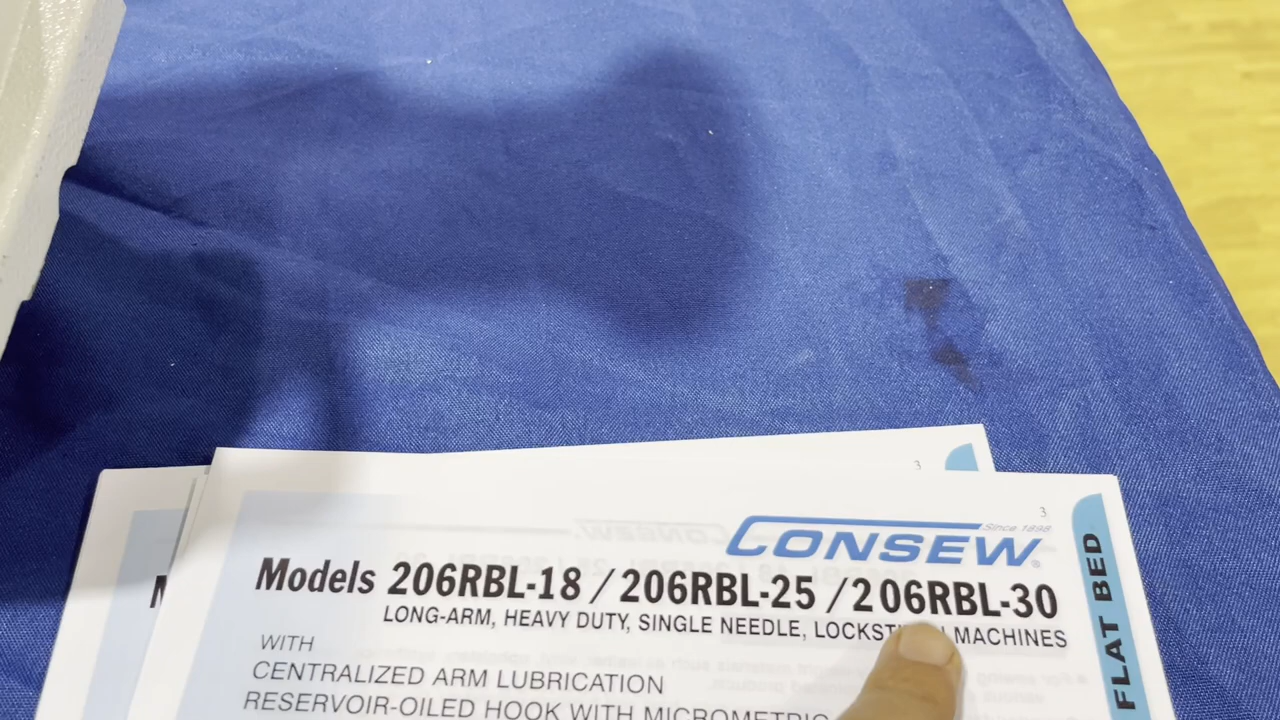 3
3
Since 1898
CONSEW®
Models 206RBL-18 / 206RBL-25 / 206RBL-30
LONG-ARM, HEAVY DUTY, SINGLE NEEDLE, MACHINES
WITH
CENTRALIZED ARM LUBRICATION
RESERVOIR-OILED HOOK WITH MICROMETRIC
FLAT BED